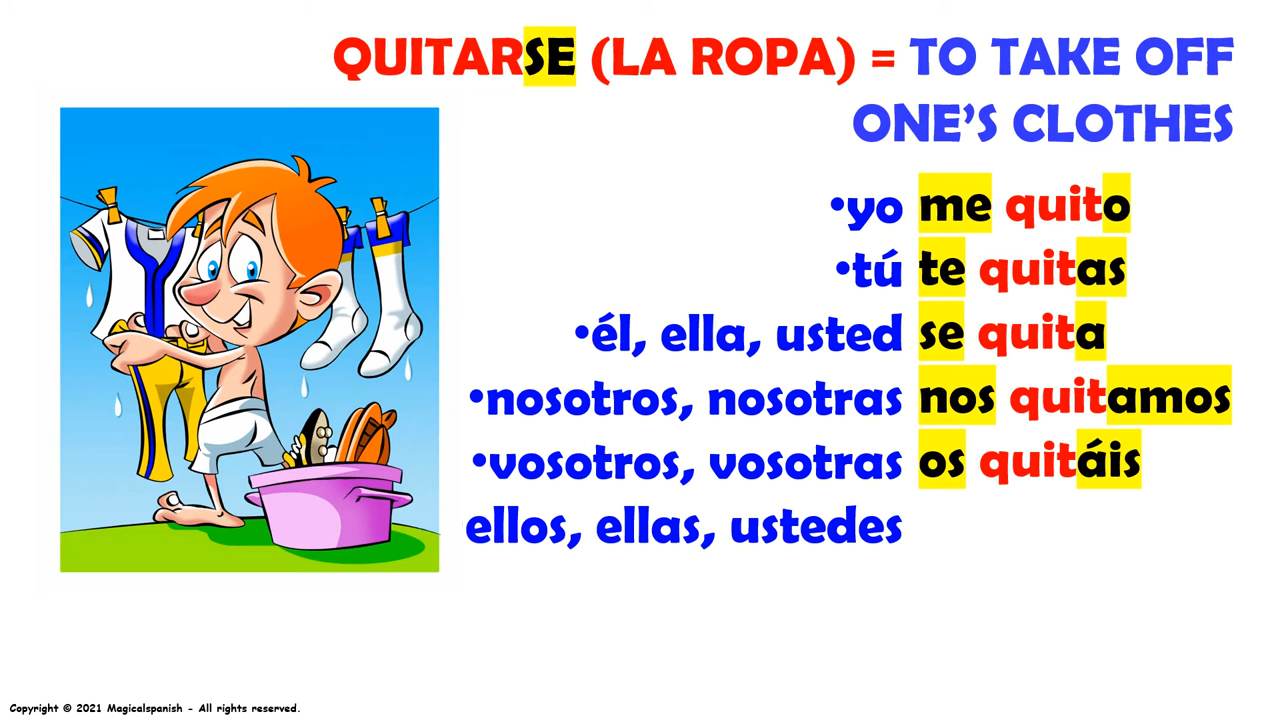 QUITARSE (LA ROPA) = TO TAKE OFF
ONE’S CLOTHES
•yo me quito
•tú te quitas
•él, ella, usted se quita
•nosotros, nosotras nos quitamos
•vosotros, vosotras os quitáis
ellos, ellas, ustedes
Copyright © 2021 Magicalspanish - All rights reserved.